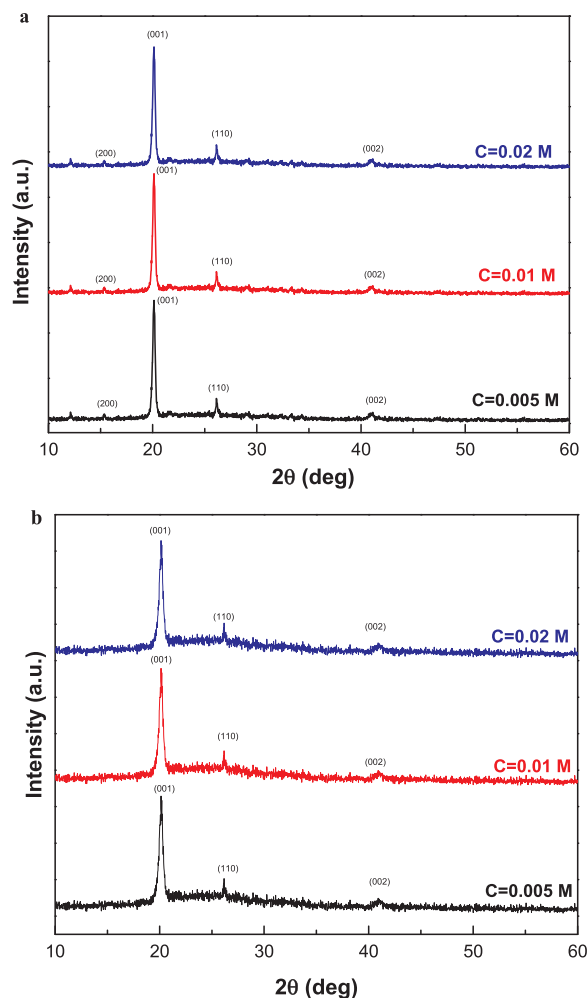 a
(001)
(200)
(110)
(002)
C=0.02 M
(001)
(200)
(110)
(002)
C=0.01 M
(001)
(200)
(110)
(002)
C=0.005 M
Intensity (a.u.)
10 20 30 40 50 60
2θ (deg)
b
(001)
(110)
(002)
C=0.02 M
(001)
(110)
(002)
C=0.01 M
(001)
(110)
(002)
C=0.005 M
Intensity (a.u.)
10 20 30 40 50 60
2θ (deg)